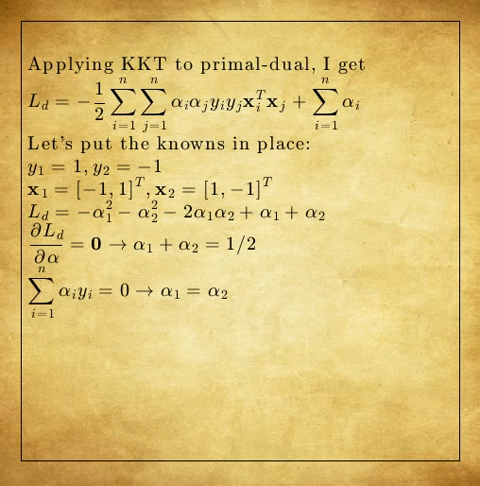 Applying KKT to primal-dual, I get
$L_d = -\frac{1}{2}\sum_{i=1}^{n}\sum_{j=1}^{n}\alpha_i\alpha_j y_i y_j \mathbf{x}_i^T\mathbf{x}_j + \sum_{i=1}^{n}\alpha_i$
Let's put the knowns in place:
$y_1 = 1, y_2 = -1$
$\mathbf{x}_1 = [-1, 1]^T, \mathbf{x}_2 = [1, -1]^T$
$L_d = -\alpha_1^2 - \alpha_2^2 - 2\alpha_1\alpha_2 + \alpha_1 + \alpha_2$
$\frac{\partial L_d}{\partial \alpha} = \mathbf{0} \rightarrow \alpha_1 + \alpha_2 = 1/2$
$\sum_{i=1}^{n}\alpha_i y_i = 0 \rightarrow \alpha_1 = \alpha_2$